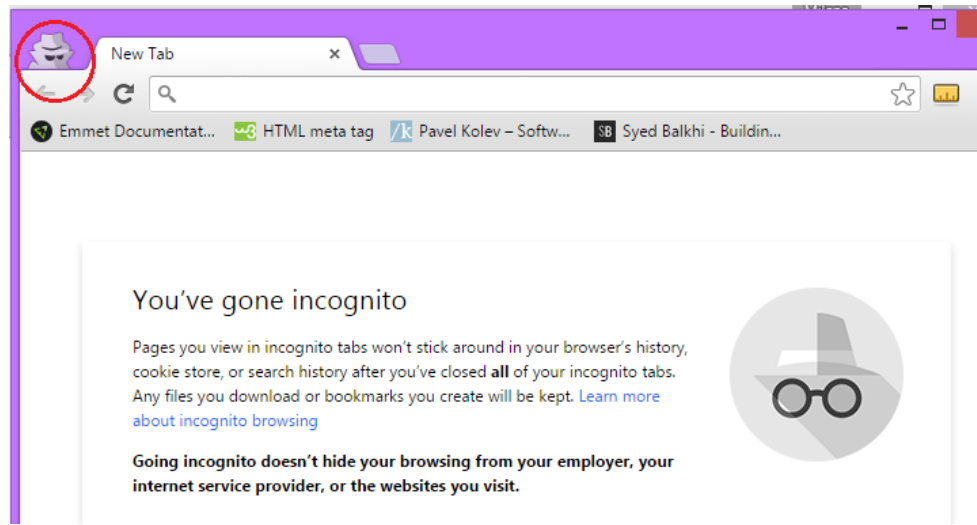 New Tab
Emmet Documentat... HTML meta tag Pavel Kolev – Softw... SB Syed Balkhi - Buildin...
You've gone incognito
Pages you view in incognito tabs won't stick around in your browser's history,
cookie store, or search history after you've closed all of your incognito tabs.
Any files you download or bookmarks you create will be kept. Learn more
about incognito browsing
Going incognito doesn't hide your browsing from your employer, your
internet service provider, or the websites you visit.